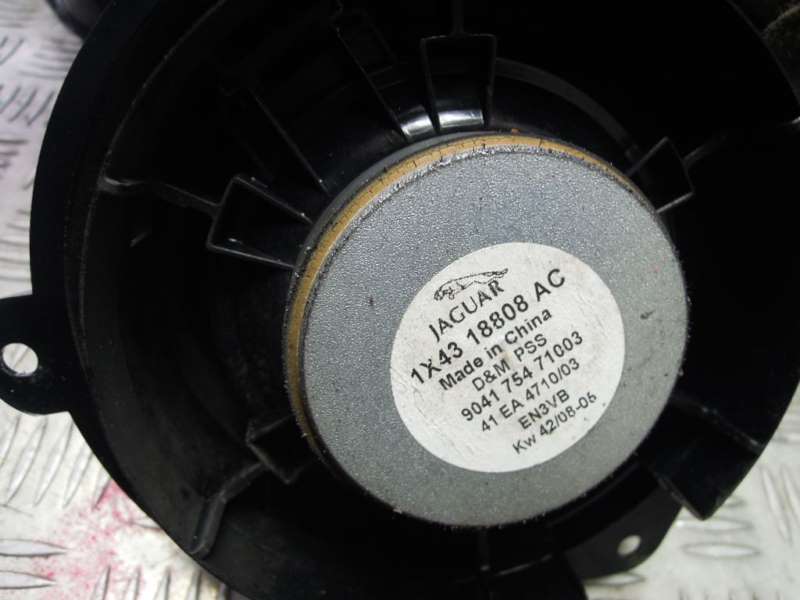 JAGUAR
1X43 18808 AC
Made in China
D&M PSS
9041 754 71003
41 EA 4710/03
EN3VB
Kw 42/08-06